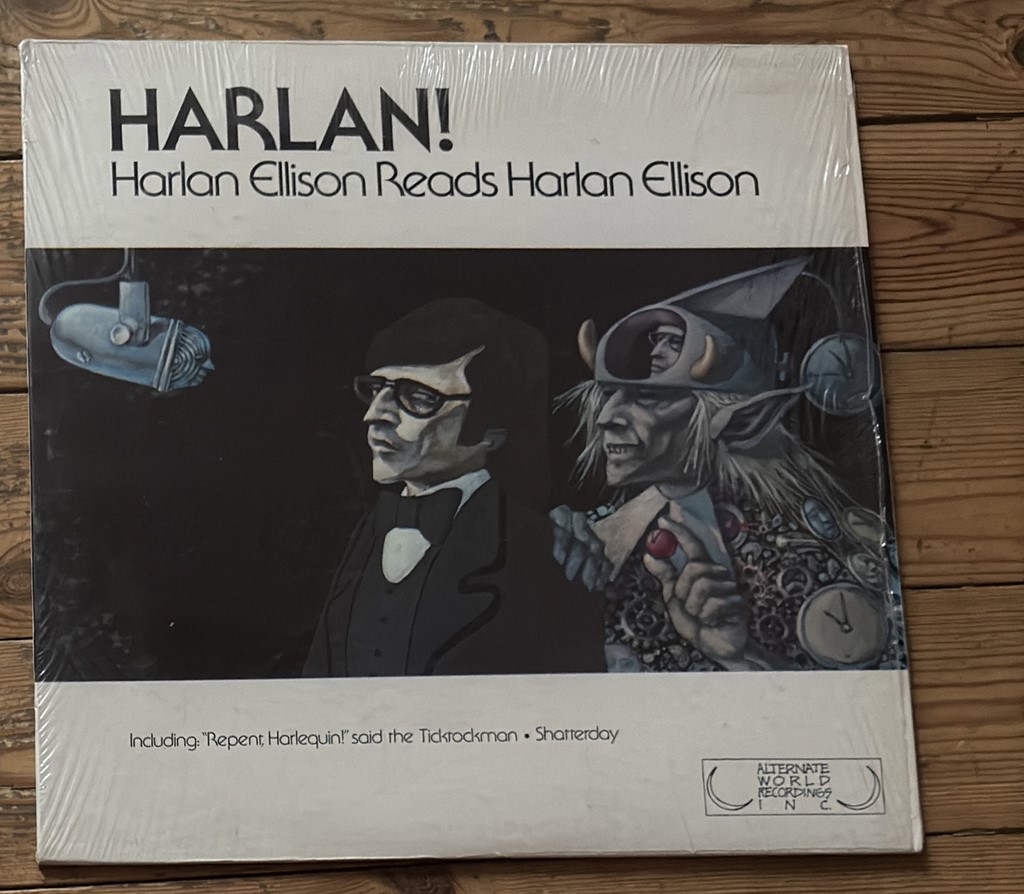 HARLAN!
Harlan Ellison Reads Harlan Ellison
Including: "Repent, Harlequin!" said the Ticktockman • Shatterday
ALTERNATE
WORLD
RECORDINGS
INC.